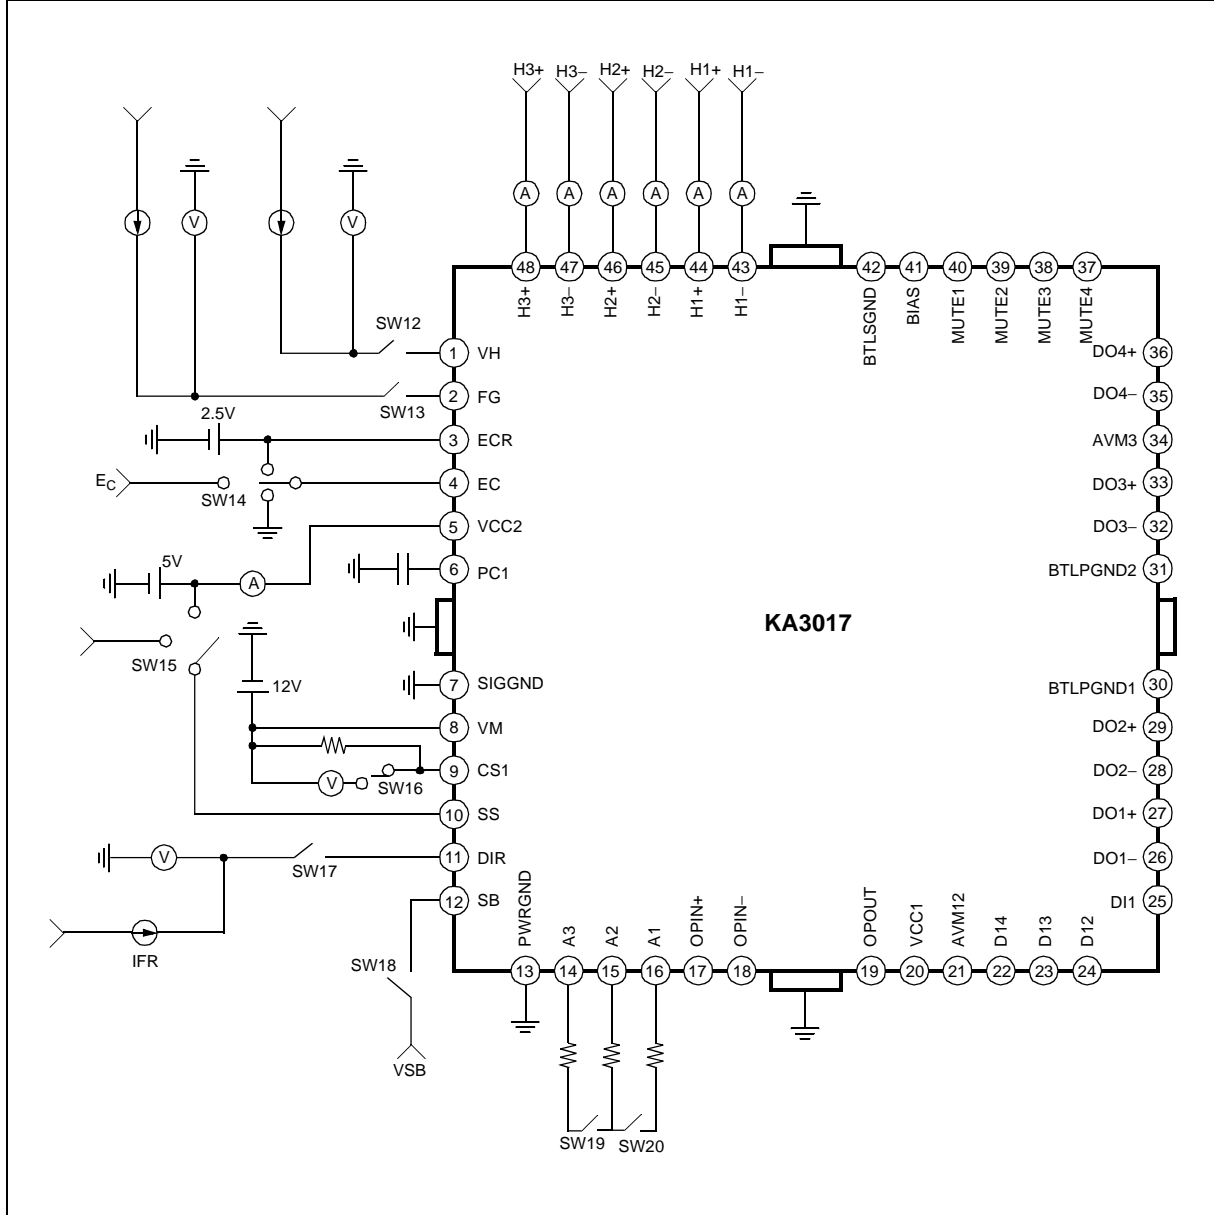 H3+ H3– H2+ H2– H1+ H1–
A A A A A A
V V
48 47 46 45 44 43 42 41 40 39 38 37
H3+ H3– H2+ H2– H1+ H1– BTLSGND BIAS MUTE1 MUTE2 MUTE3 MUTE4
SW12
1 VH
DO4+ 36
2 FG
SW13
DO4– 35
2.5V
3 ECR
AVM3 34
EC
SW14
4 EC
DO3+ 33
5 VCC2
DO3– 32
5V
A
6 PC1
BTLPGND2 31
KA3017
SW15
12V
7 SIGGND
BTLPGND1 30
8 VM
DO2+ 29
V
SW16
9 CS1
DO2– 28
10 SS
DO1+ 27
V
SW17
11 DIR
DO1– 26
12 SB
DI1 25
IFR
PWRGND A3 A2 A1 OPIN+ OPIN– OPOUT VCC1 AVM12 D14 D13 D12
13 14 15 16 17 18 19 20 21 22 23 24
SW18
VSB
SW19 SW20